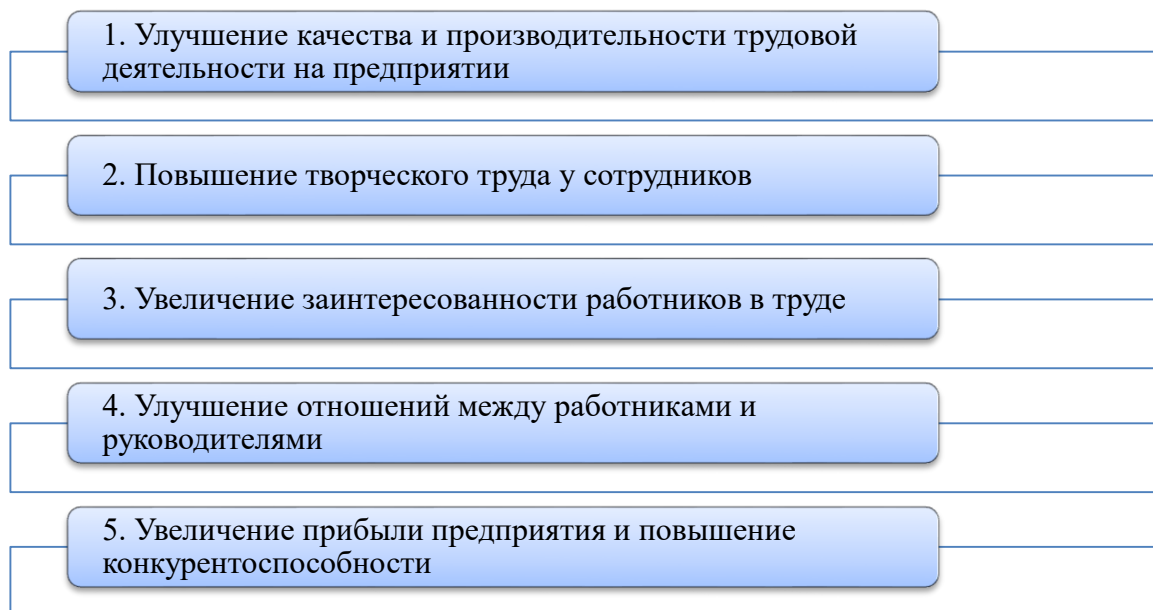 1. Улучшение качества и производительности трудовой
деятельности на предприятии
2. Повышение творческого труда у сотрудников
3. Увеличение заинтересованности работников в труде
4. Улучшение отношений между работниками и
руководителями
5. Увеличение прибыли предприятия и повышение
конкурентоспособности